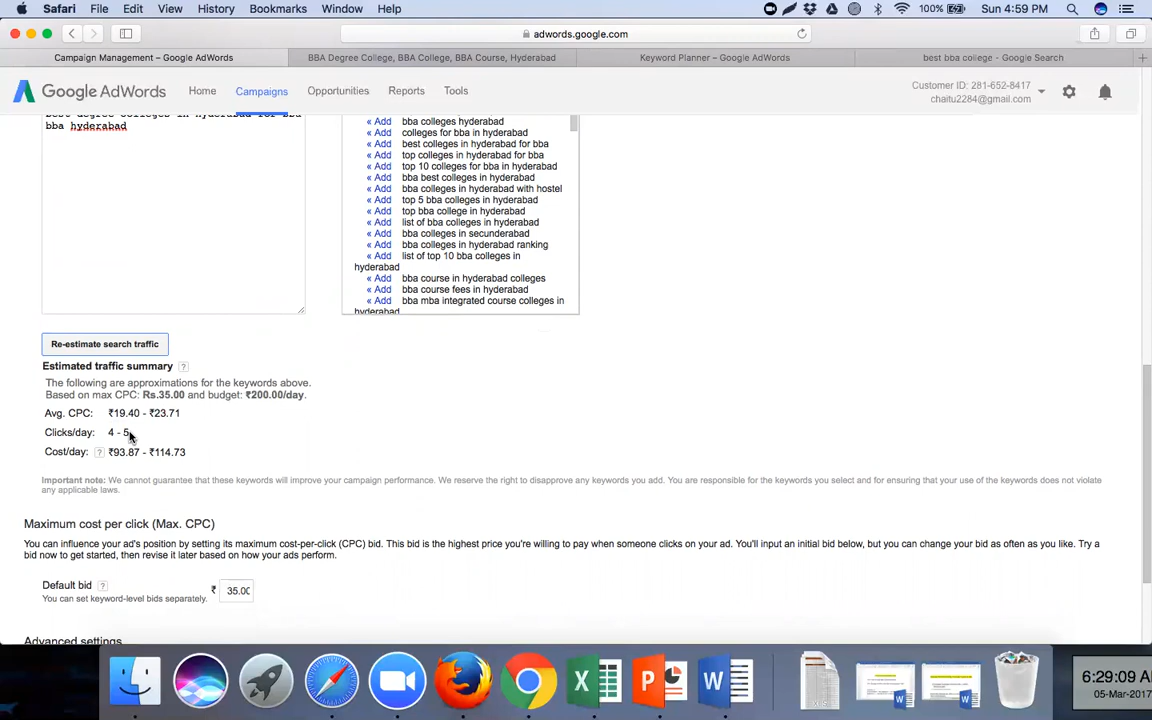 Safari File Edit View History Bookmarks Window Help 100% Sun 4:59 PM
adwords.google.com
Campaign Management – Google AdWords BBA Degree College, BBA College, BBA Course, Hyderabad Keyword Planner – Google AdWords best bba college - Google Search
Google AdWords Home Campaigns Opportunities Reports Tools
Customer ID: 281-652-8417
chaitu2284@gmail.com
best degree colleges in hyderabad for bba
bba hyderabad
« Add bba colleges hyderabad
« Add colleges for bba in hyderabad
« Add best colleges in hyderabad for bba
« Add top colleges in hyderabad for bba
« Add top 10 colleges for bba in hyderabad
« Add bba best colleges in hyderabad
« Add bba colleges in hyderabad with hostel
« Add top 5 bba colleges in hyderabad
« Add top bba college in hyderabad
« Add list of bba colleges in hyderabad
« Add bba colleges in secunderabad
« Add bba colleges in hyderabad ranking
« Add list of top 10 bba colleges in
hyderabad
« Add bba course in hyderabad colleges
« Add bba course fees in hyderabad
« Add bba mba integrated course colleges in
hyderabad
Re-estimate search traffic
Estimated traffic summary ?
The following are approximations for the keywords above.
Based on max CPC: Rs.35.00 and budget: ₹200.00/day.
Avg. CPC: ₹19.40 - ₹23.71
Clicks/day: 4 - 5
Cost/day: ? ₹93.87 - ₹114.73
Important note: We cannot guarantee that these keywords will improve your campaign performance. We reserve the right to disapprove any keywords you add. You are responsible for the keywords you select and for ensuring that your use of the keywords does not violate
any applicable laws.
Maximum cost per click (Max. CPC)
You can influence your ad's position by setting its maximum cost-per-click (CPC) bid. This bid is the highest price you're willing to pay when someone clicks on your ad. You'll input an initial bid below, but you can change your bid as often as you like. Try a
bid now to get started, then revise it later based on how your ads perform.
Default bid ? ₹ 35.00
You can set keyword-level bids separately.
Advanced settings
6:29:09 A
05-Mar-2017